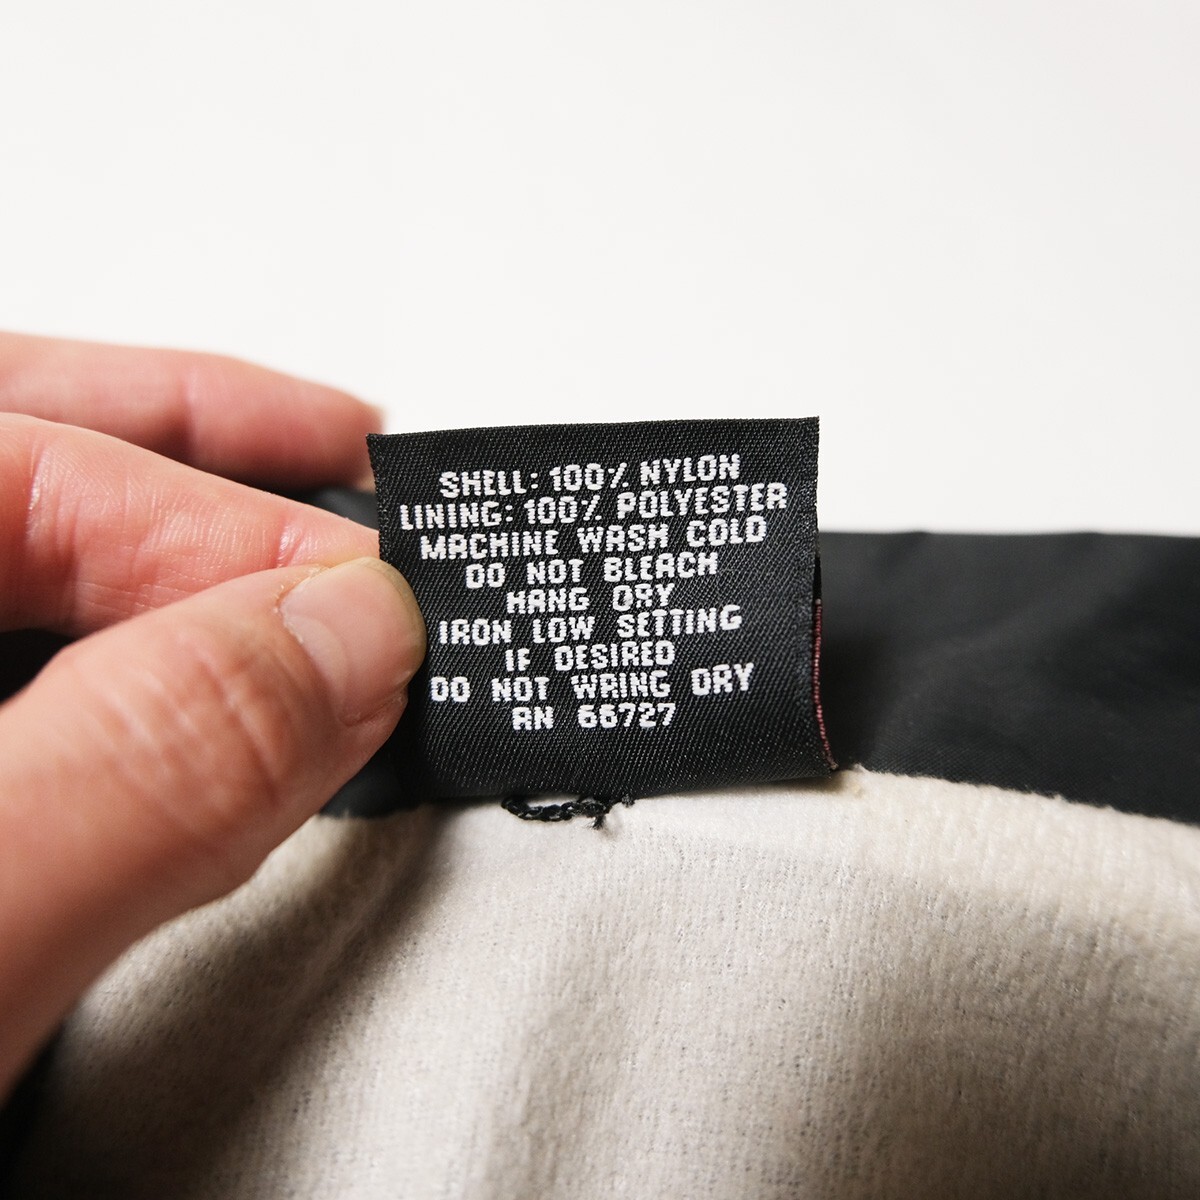 SHELL: 100% NYLON
LINING: 100% POLYESTER
MACHINE WASH COLD
DO NOT BLEACH
HANG DRY
IRON LOW SETTING
IF DESIRED
DO NOT WRING DRY
RN 66727